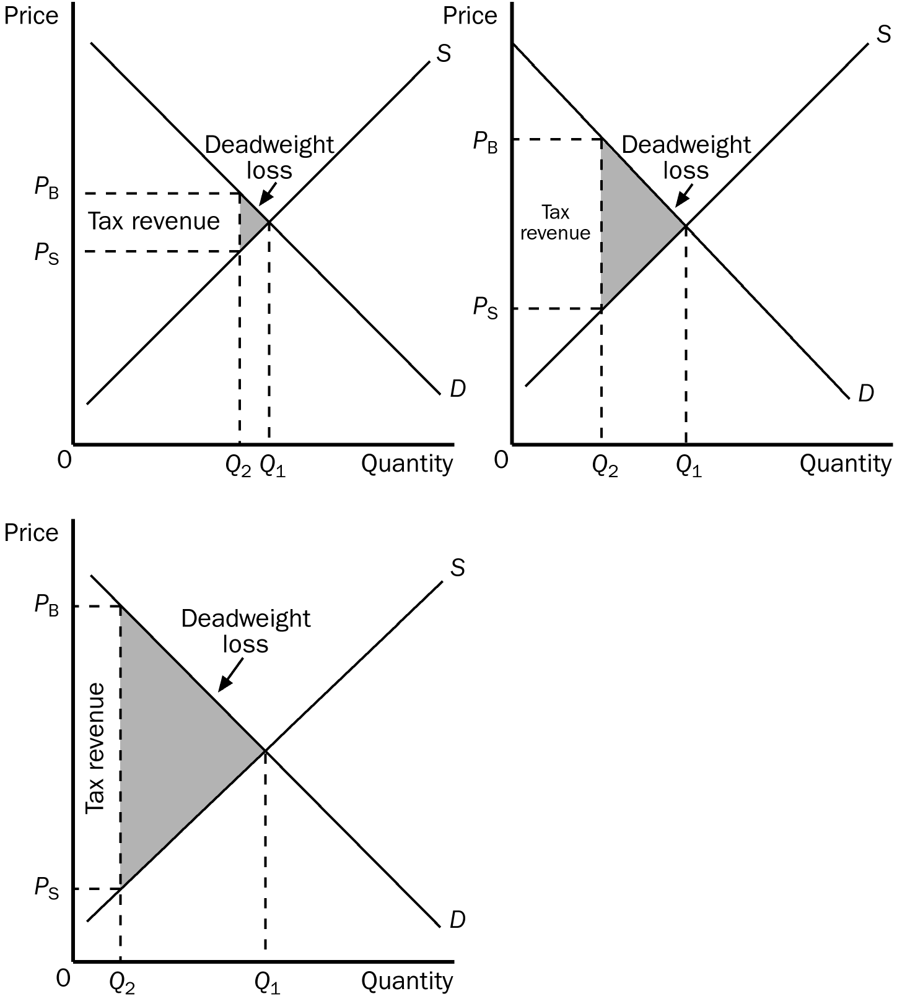 Price
S
Deadweight
loss
PB
Tax revenue
PS
D
0
Q2 Q1
Quantity
Price
S
PB
Deadweight
loss
Tax
revenue
PS
D
0
Q2
Q1
Quantity
Price
S
PB
Deadweight
loss
Tax revenue
PS
D
0
Q2
Q1
Quantity